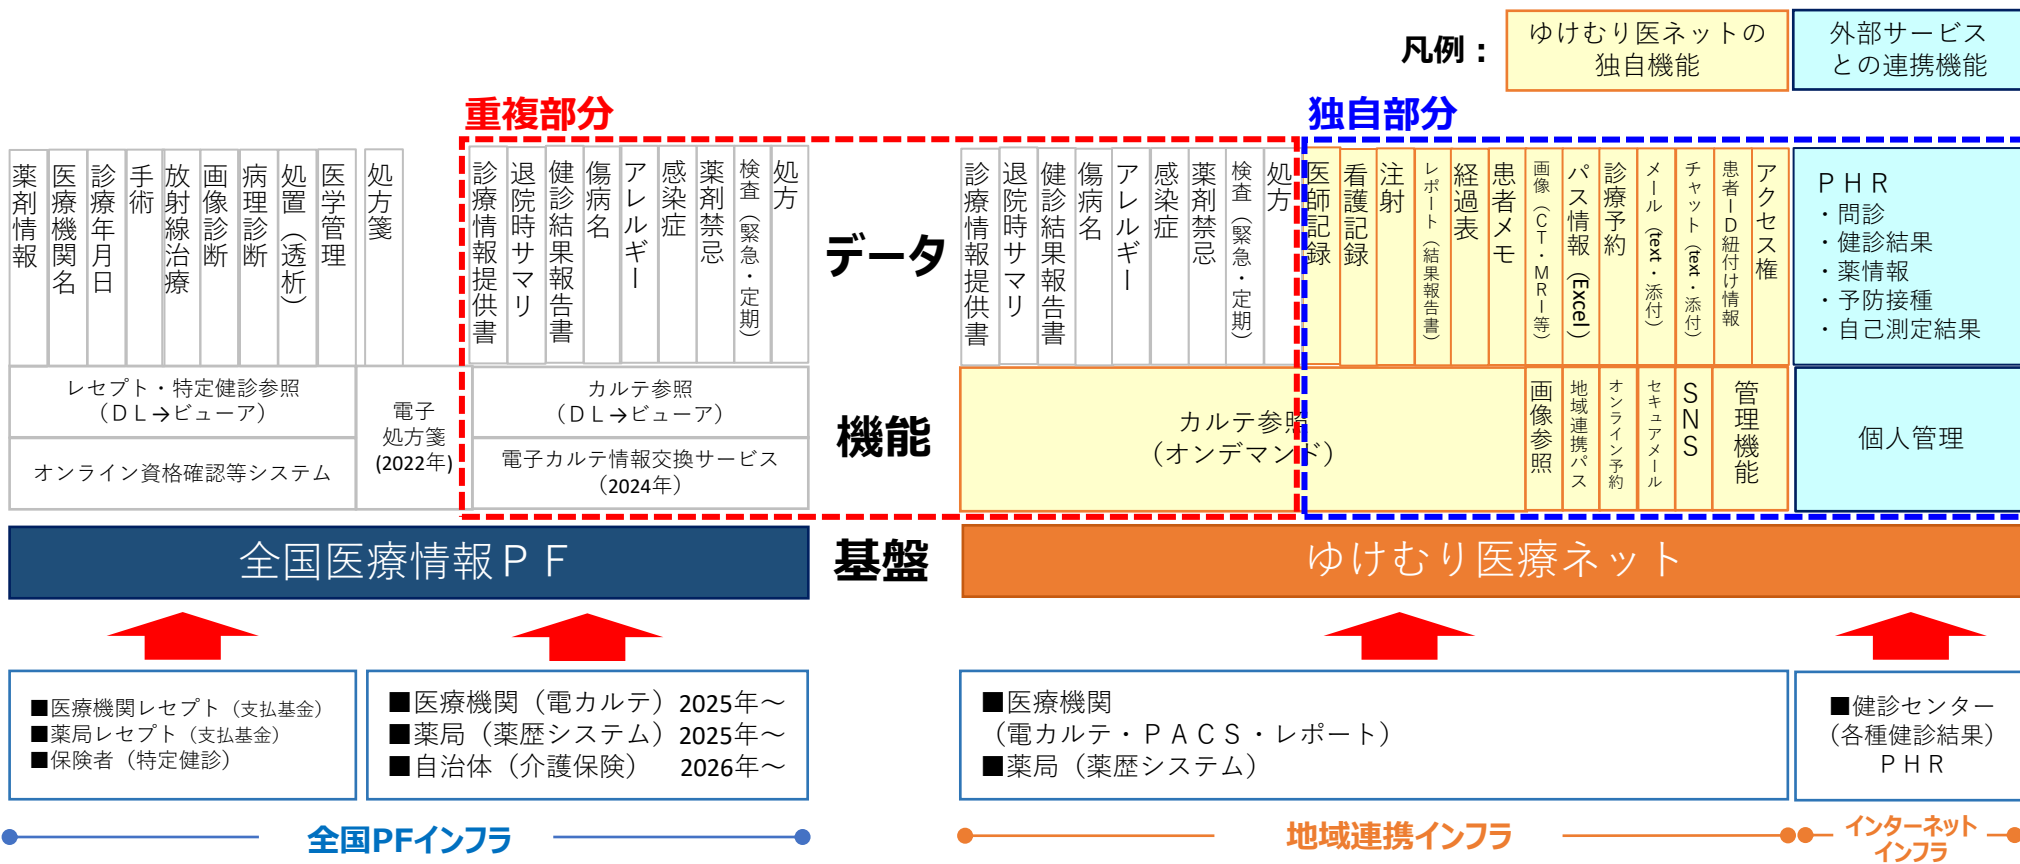 凡例：
ゆけむり医ネットの
独自機能
外部サービス
との連携機能
重複部分
独自部分
薬剤情報
医療機関名
診療年月日
手術
放射線治療
画像診断
病理診断
処置（透析）
医学管理
処方箋
診療情報提供書
退院時サマリ
健診結果報告書
傷病名
アレルギー
感染症
薬剤禁忌
検査（緊急・定期）
処方
データ
診療情報提供書
退院時サマリ
健診結果報告書
傷病名
アレルギー
感染症
薬剤禁忌
検査（緊急・定期）
処方
医師記録
看護記録
注射
レポート（結果報告書）
経過表
患者メモ
画像（CT・MRI等）
パス情報（Excel）
診療予約
メール（text・添付）
チャット（text・添付）
患者ID紐付け情報
アクセス権
ＰＨＲ
・問診
・健診結果
・薬情報
・予防接種
・自己測定結果
レセプト・特定健診参照
（ＤＬ→ビューア）
オンライン資格確認等システム
電子
処方箋
(2022年)
カルテ参照
（ＤＬ→ビューア）
電子カルテ情報交換サービス
（2024年）
機能
カルテ参照
（オンデマンド）
画像参照
地域連携パス
オンライン予約
セキュアメール
SNS
管理機能
個人管理
全国医療情報ＰＦ
基盤
ゆけむり医療ネット
■医療機関レセプト（支払基金）
■薬局レセプト（支払基金）
■保険者（特定健診）
■医療機関（電カルテ）2025年～
■薬局（薬歴システム）2025年～
■自治体（介護保険）　2026年～
■医療機関
（電カルテ・ＰＡＣＳ・レポート）
■薬局（薬歴システム）
■健診センター
（各種健診結果）
ＰＨＲ
全国PFインフラ
地域連携インフラ
インターネット
インフラ